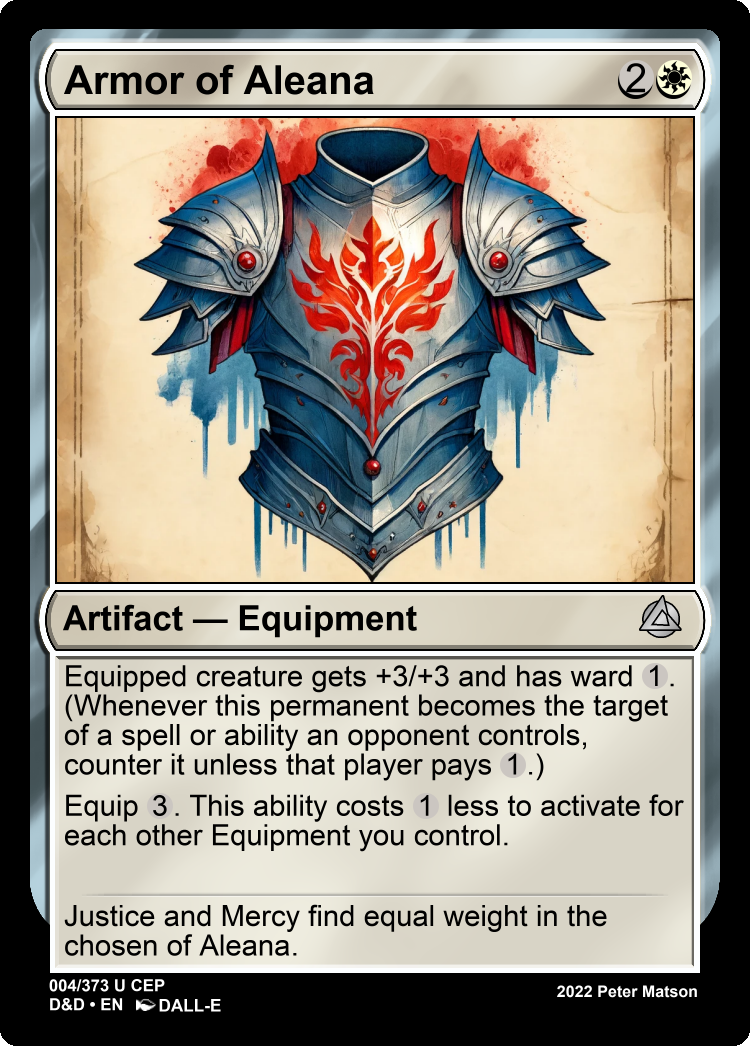 Armor of Aleana 2
Artifact — Equipment
Equipped creature gets +3/+3 and has ward 1.
(Whenever this permanent becomes the target
of a spell or ability an opponent controls,
counter it unless that player pays 1.)
Equip 3. This ability costs 1 less to activate for
each other Equipment you control.
Justice and Mercy find equal weight in the
chosen of Aleana.
004/373 U CEP
D&D • EN DALL-E
2022 Peter Matson